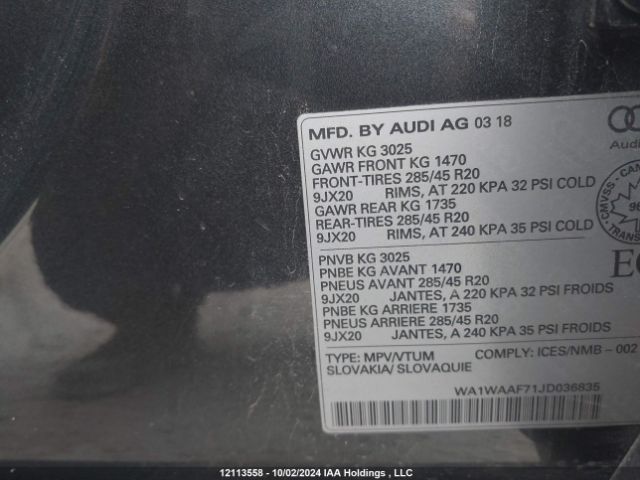 MFD. BY AUDI AG 03 18
Audi
GVWR KG 3025
GAWR FRONT KG 1470
FRONT-TIRES 285/45 R20
9JX20 RIMS, AT 220 KPA 32 PSI COLD
GAWR REAR KG 1735
REAR-TIRES 285/45 R20
9JX20 RIMS, AT 240 KPA 35 PSI COLD
PNVB KG 3025
PNBE KG AVANT 1470
PNEUS AVANT 285/45 R20
9JX20 JANTES, A 220 KPA 32 PSI FROIDS
PNBE KG ARRIERE 1735
PNEUS ARRIERE 285/45 R20
9JX20 JANTES, A 240 KPA 35 PSI FROIDS
TYPE: MPV/VTUM COMPLY: ICES/NMB - 002
SLOVAKIA/ SLOVAQUIE
WA1WAAF71JD036835
12113558 - 10/02/2024 IAA Holdings , LLC